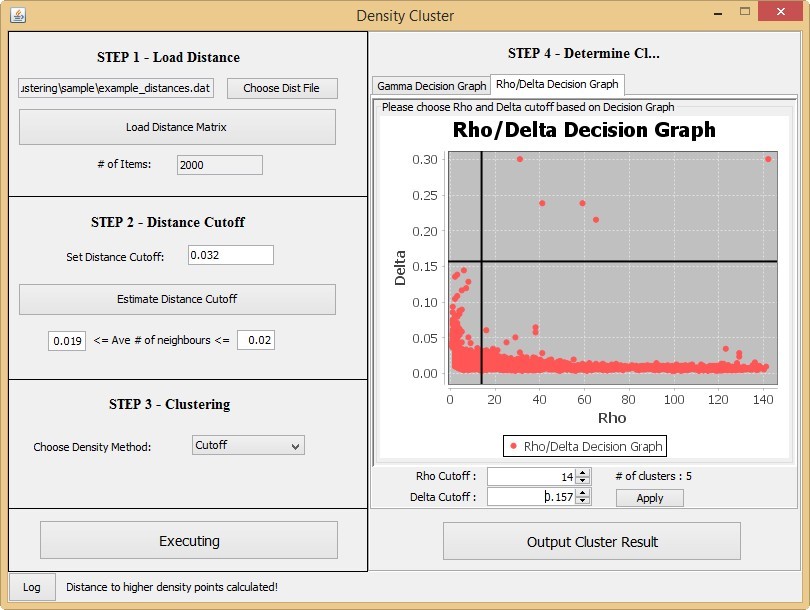 Density Cluster
STEP 1 - Load Distance
ustering\sample\example_distances.dat
Choose Dist File
Load Distance Matrix
# of Items: 2000
STEP 2 - Distance Cutoff
Set Distance Cutoff: 0.032
Estimate Distance Cutoff
0.019 <= Ave # of neighbours <= 0.02
STEP 3 - Clustering
Choose Density Method: Cutoff
Executing
STEP 4 - Determine Cl...
Gamma Decision Graph
Rho/Delta Decision Graph
Please choose Rho and Delta cutoff based on Decision Graph
Rho/Delta Decision Graph
0.30
0.25
0.20
0.15
0.10
0.05
0.00
Delta
0 20 40 60 80 100 120 140
Rho
Rho/Delta Decision Graph
Rho Cutoff : 14
# of clusters : 5
Delta Cutoff : 0.157
Apply
Output Cluster Result
Log
Distance to higher density points calculated!